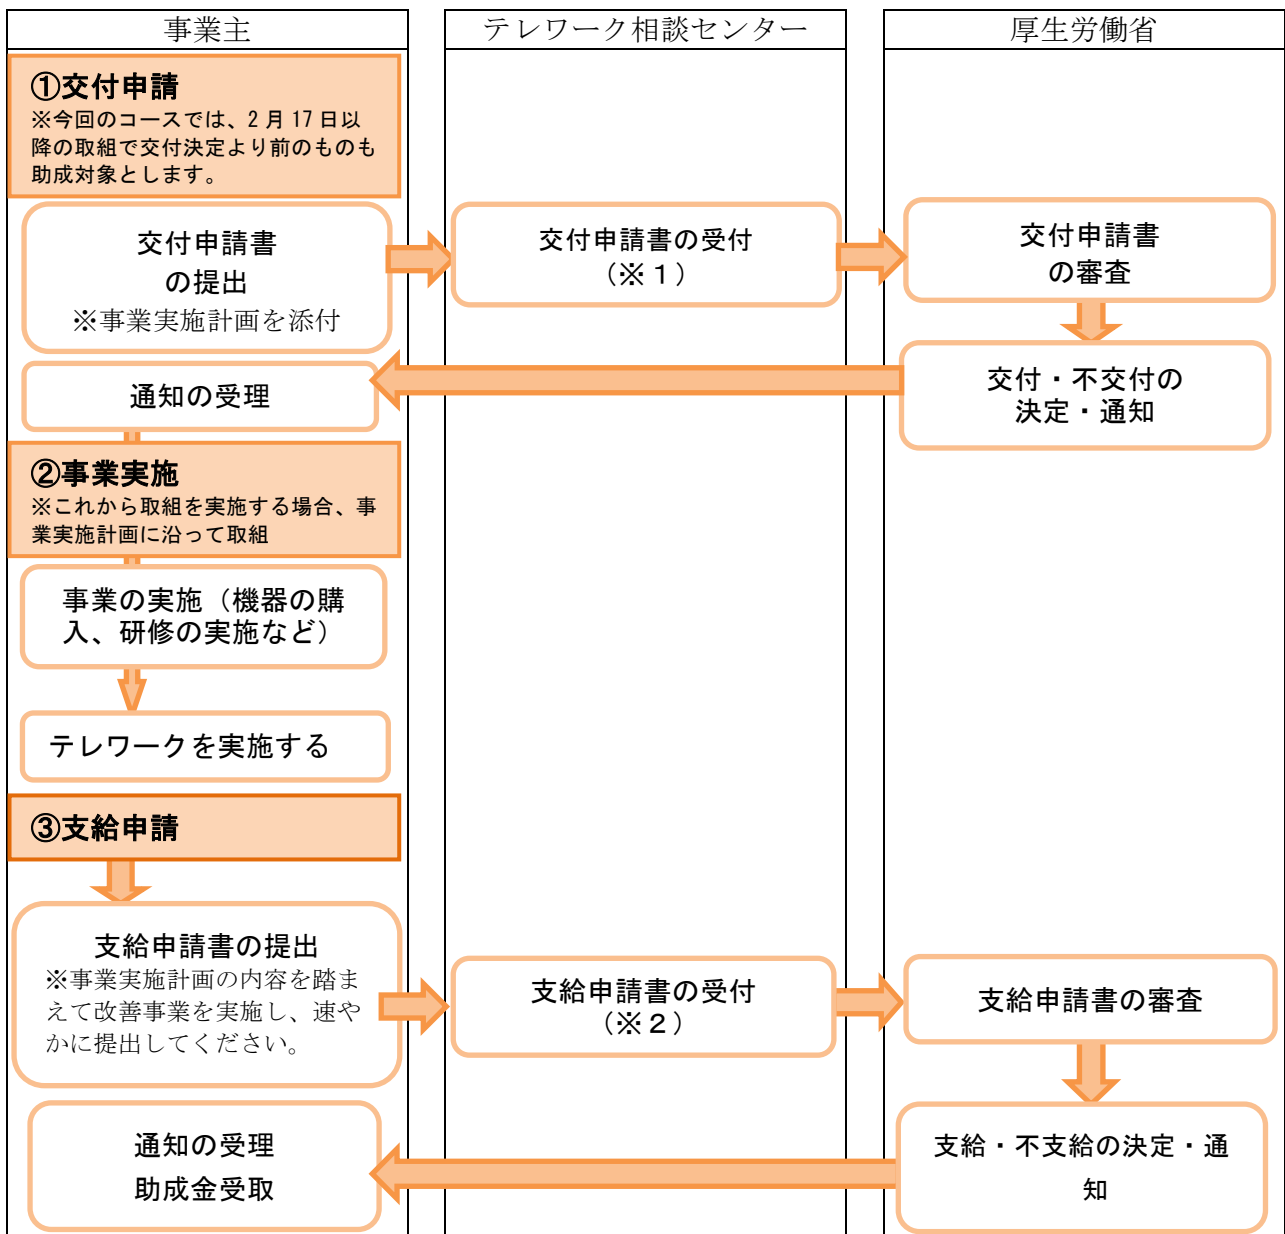 事業主
テレワーク相談センター
厚生労働省
①交付申請
※今回のコースでは、2月17日以
降の取組で交付決定より前のものも
助成対象とします。
交付申請書
の提出
※事業実施計画を添付
交付申請書の受付
(※1)
交付申請書
の審査
交付・不交付の
決定・通知
通知の受理
②事業実施
※これから取組を実施する場合、事
業実施計画に沿って取組
事業の実施(機器の購
入、研修の実施など)
テレワークを実施する
③支給申請
支給申請書の提出
※事業実施計画の内容を踏ま
えて改善事業を実施し、速や
かに提出してください。
支給申請書の受付
(※2)
支給申請書の審査
支給・不支給の決定・通
知
通知の受理
助成金受取